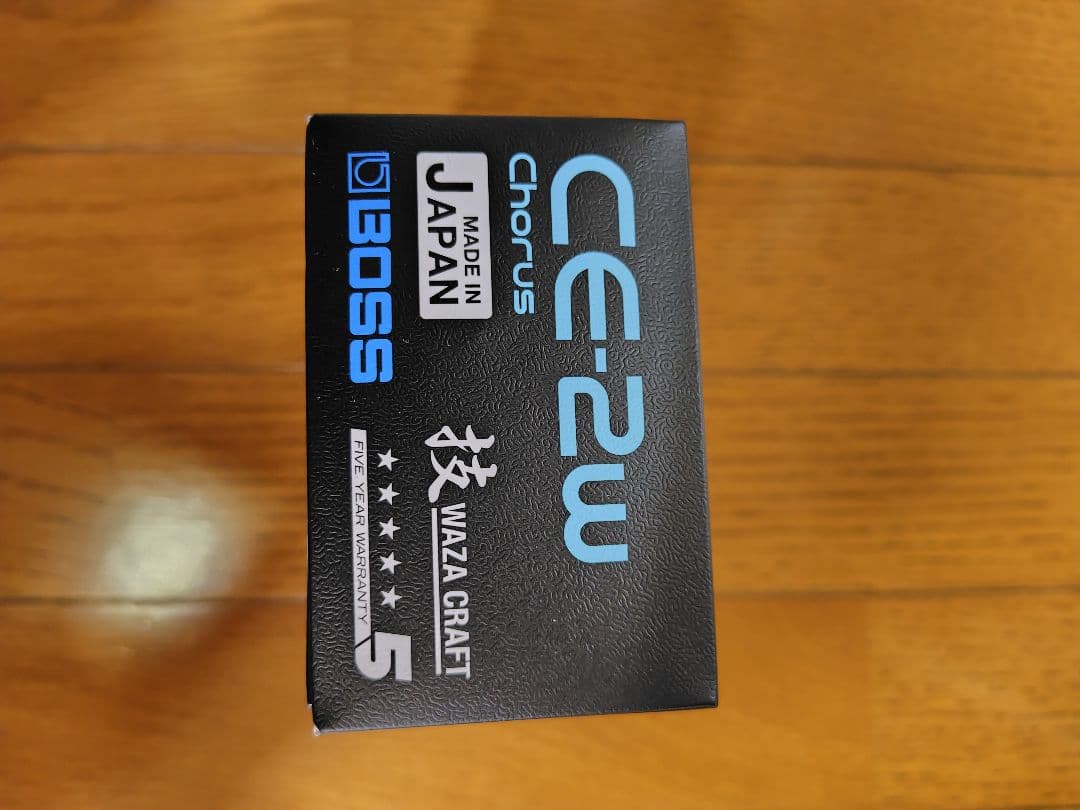 CE-2W
Chorus
MADE IN
JAPAN
技 WAZA CRAFT
BOSS
FIVE YEAR WARRANTY 5